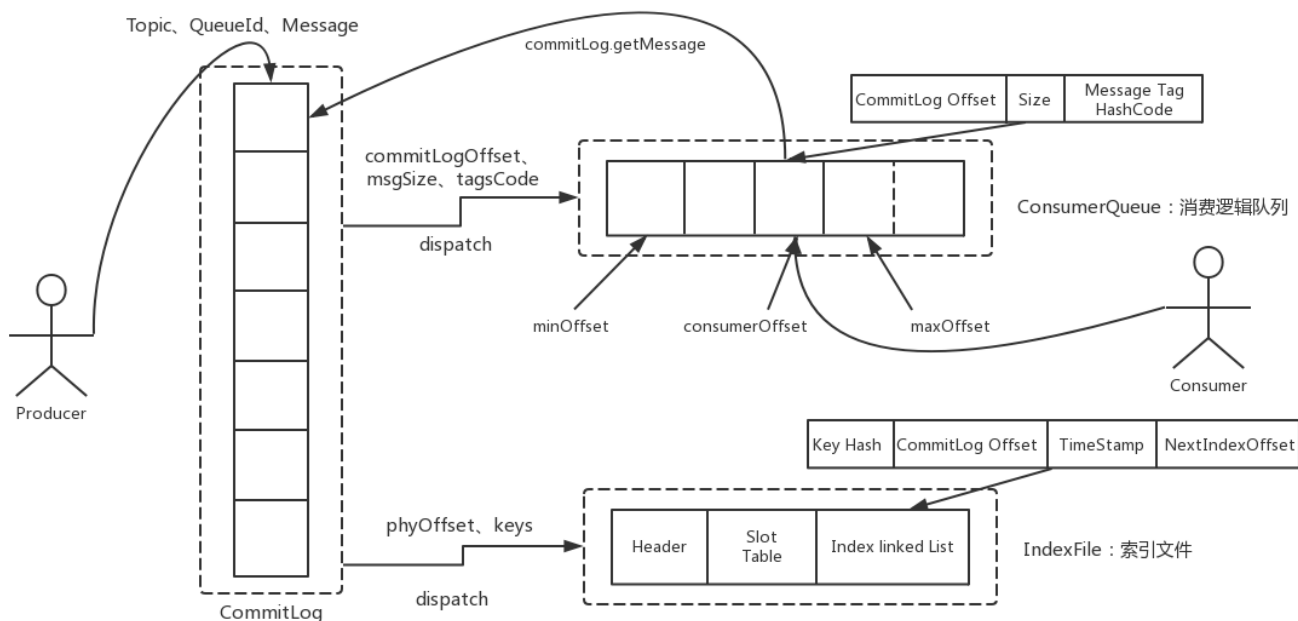 Topic、QueueId、Message
commitLog.getMessage
CommitLog Offset
Size
Message Tag
HashCode
commitLogOffset、
msgSize、tagsCode
dispatch
ConsumerQueue：消费逻辑队列
minOffset
consumerOffset
maxOffset
Producer
Consumer
Key Hash
CommitLog Offset
TimeStamp
NextIndexOffset
phyOffset、keys
dispatch
Header
Slot
Table
Index linked List
IndexFile：索引文件
CommitLog